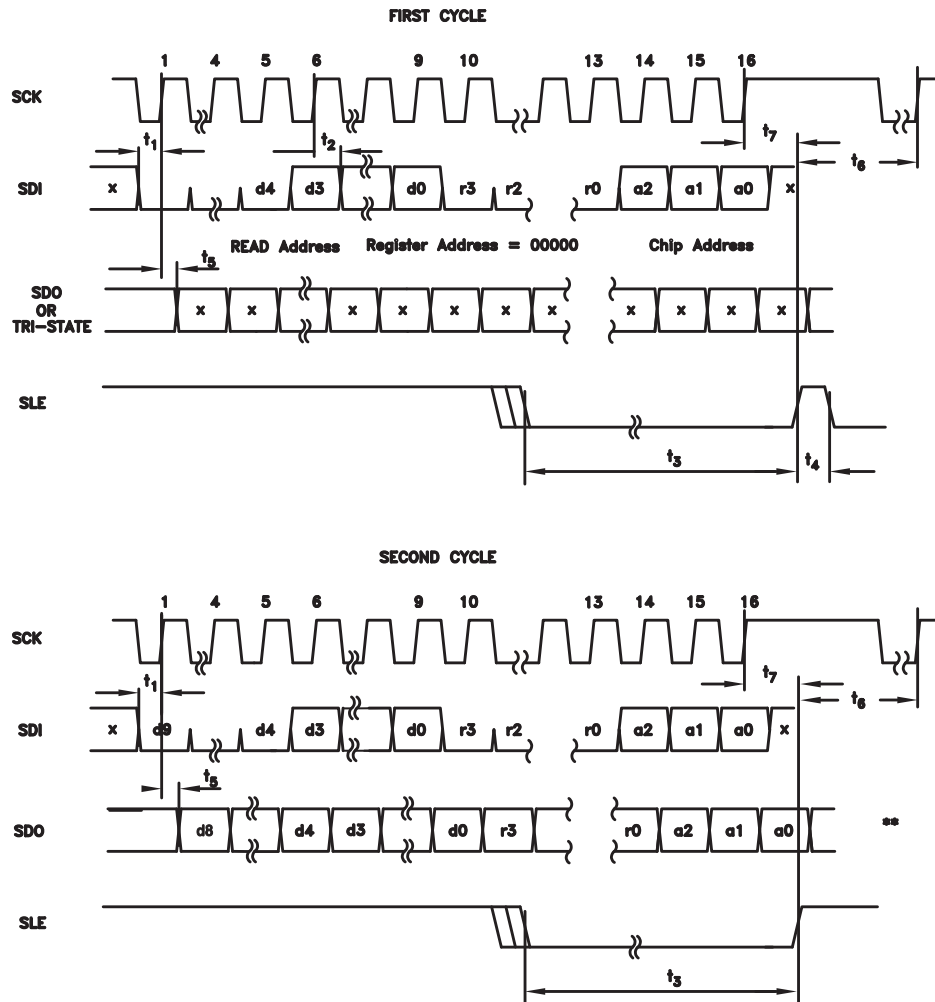 FIRST CYCLE
1 4 5 6 9 10 13 14 15 16
SCK
t1 t2 t7 t6
SDI x d4 d3 d0 r3 r2 r0 a2 a1 a0 x
READ Address Register Address = 00000 Chip Address
t5
SDO
OR
TRI-STATE
x x x x x x x x x x x
SLE
t3 t4
SECOND CYCLE
1 4 5 6 9 10 13 14 15 16
SCK
t1 t7 t6
SDI x d9 d4 d3 d0 r3 r2 r0 a2 a1 a0 x
t5
SDO d8 d4 d3 d0 r3 r0 a2 a1 a0 **
SLE
t3